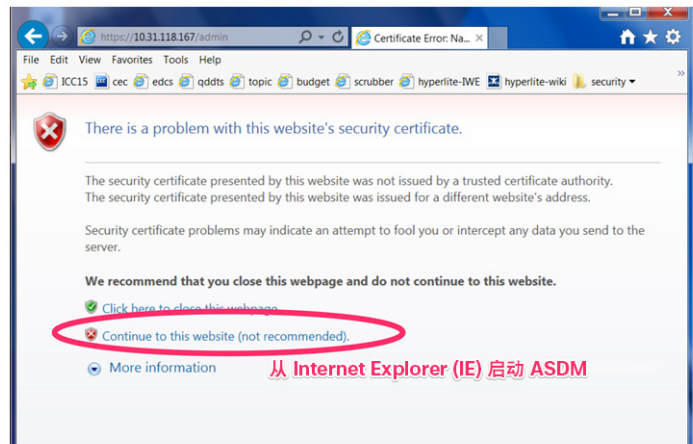 https://10.31.118.167/admin
Certificate Error: Na...
File Edit View Favorites Tools Help
ICC15 cec edcs qddts topic budget scrubber hyperlite-IWE hyperlite-wiki security
There is a problem with this website's security certificate.
The security certificate presented by this website was not issued by a trusted certificate authority.
The security certificate presented by this website was issued for a different website's address.
Security certificate problems may indicate an attempt to fool you or intercept any data you send to the
server.
We recommend that you close this webpage and do not continue to this website.
Click here to close this webpage.
Continue to this website (not recommended).
More information
从 Internet Explorer (IE) 启动 ASDM